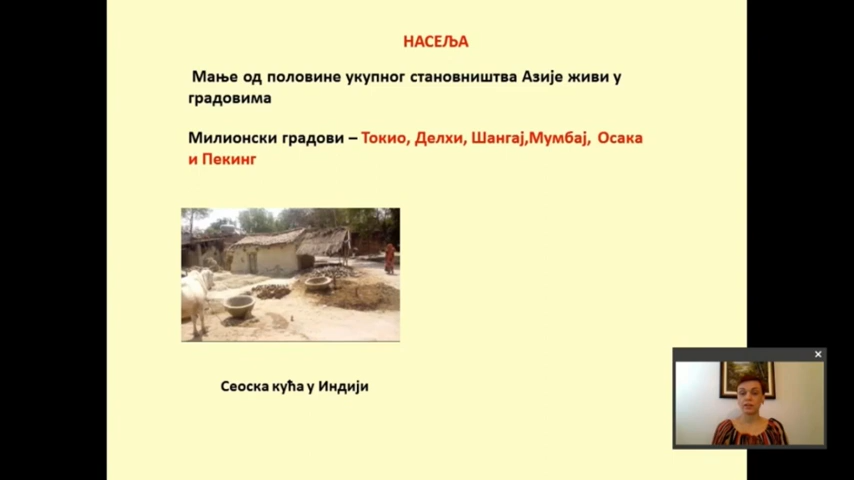 НАСЕЉА
Мање од половине укупног становништва Азије живи у
градовима
Милионски градови – Токио, Делхи, Шангај,Мумбај, Осака
и Пекинг
Сеоска кућа у Индији